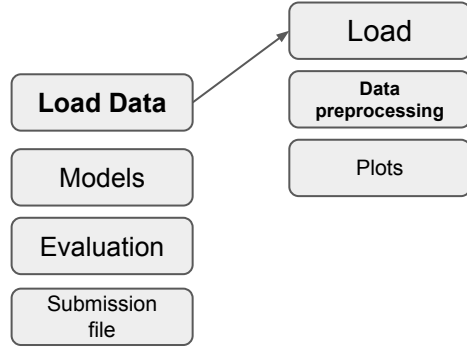 Load Data
Models
Evaluation
Submission
file
Load
Data
preprocessing
Plots